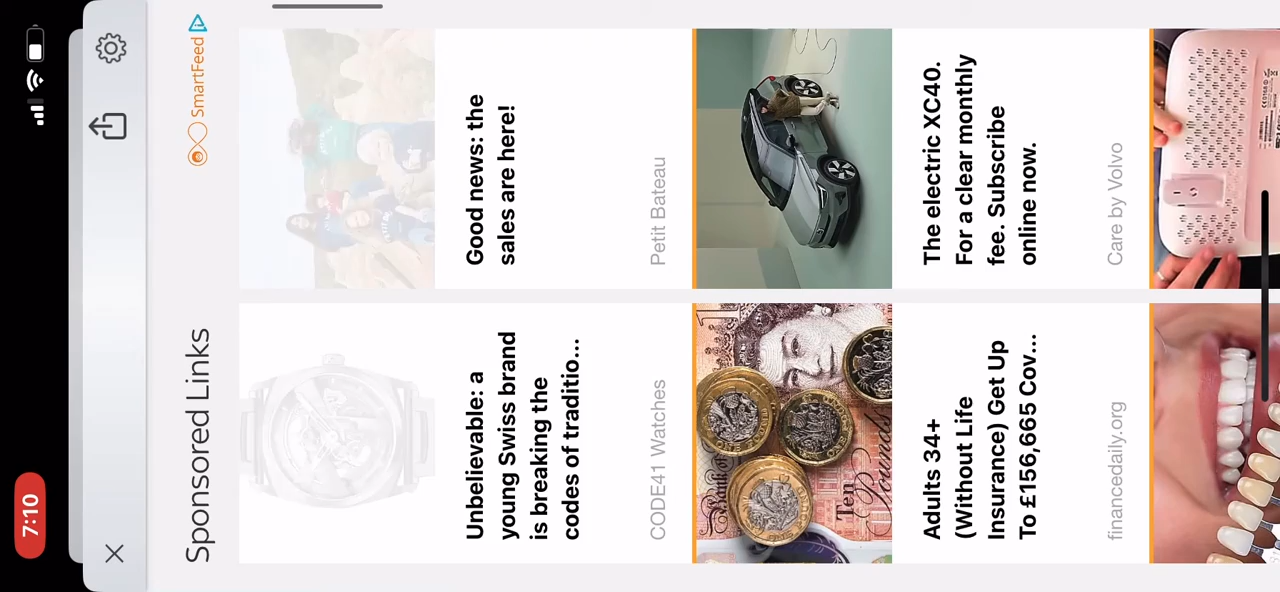 7:10
Sponsored Links
SmartFeed
Unbelievable: a
young Swiss brand
is breaking the
codes of traditio...
CODE41 Watches
Good news: the
sales are here!
Petit Bateau
Adults 34+
(Without Life
Insurance) Get Up
To £156,665 Cov...
financedaily.org
The electric XC40.
For a clear monthly
fee. Subscribe
online now.
Care by Volvo
Ten
Pounds